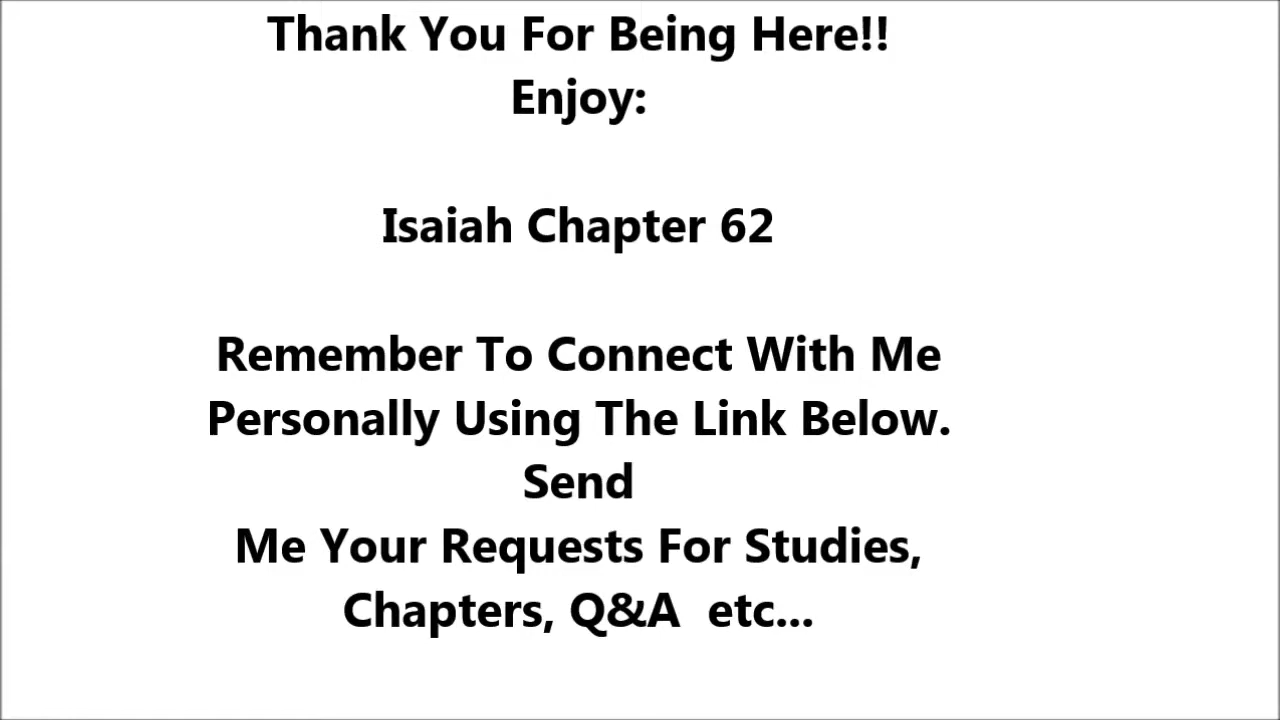 Thank You For Being Here!!
Enjoy:
Isaiah Chapter 62
Remember To Connect With Me
Personally Using The Link Below.
Send
Me Your Requests For Studies,
Chapters, Q&A  etc...